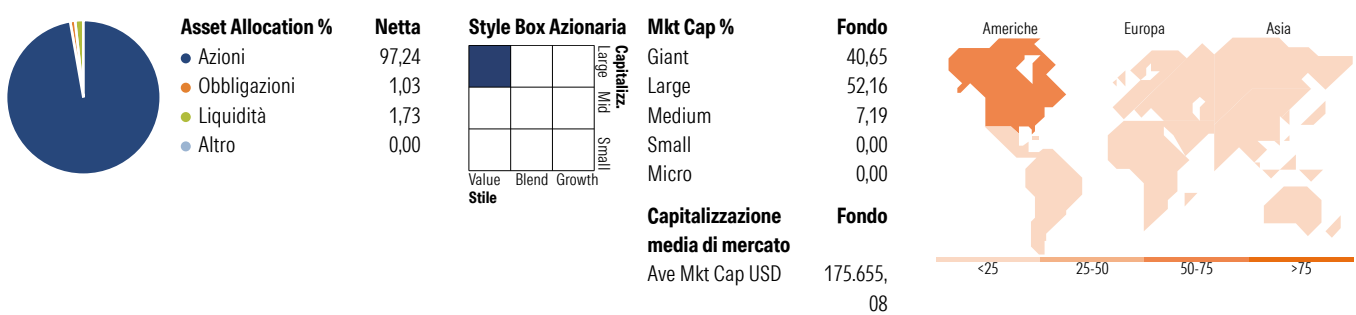 Asset Allocation % Netta
Azioni 97,24
Obbligazioni 1,03
Liquidità 1,73
Altro 0,00
Style Box Azionaria
Capitalizz.
Large Mid Small
Value Blend Growth
Stile
Mkt Cap % Fondo
Giant 40,65
Large 52,16
Medium 7,19
Small 0,00
Micro 0,00
Capitalizzazione Fondo
media di mercato
Ave Mkt Cap USD 175.655,
08
Americhe Europa Asia
<25 25-50 50-75 >75